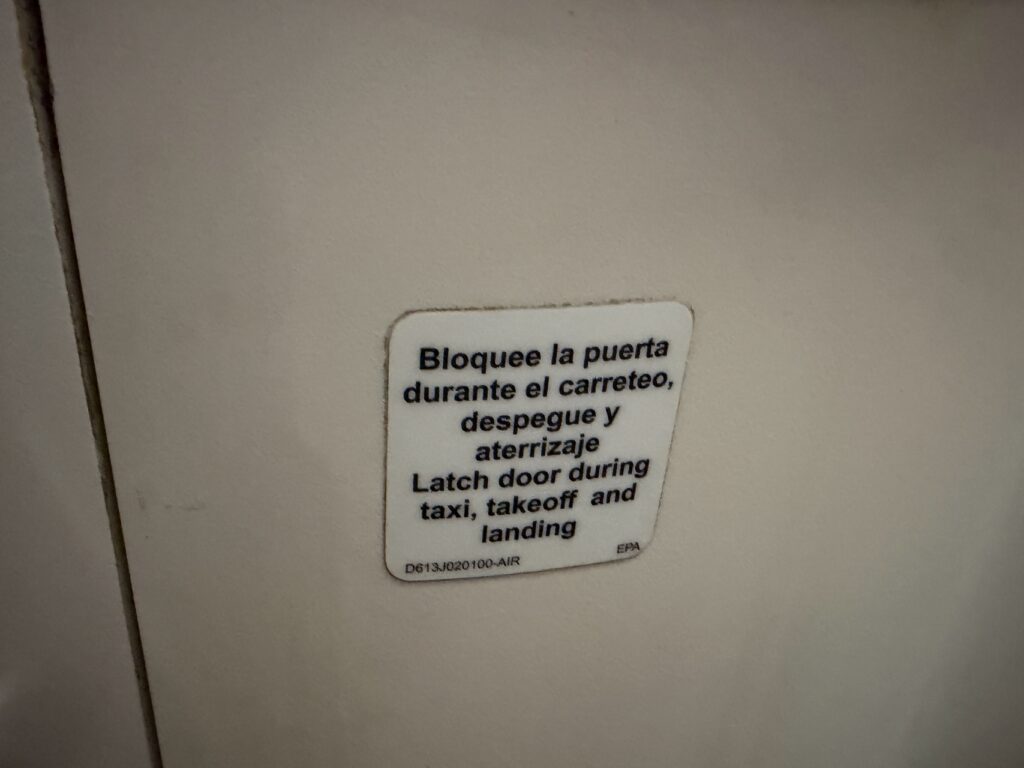 Bloquee la puerta
durante el carreteo,
despegue y
aterrizaje
Latch door during
taxi, takeoff and
landing
D613J020100-AIR
EPA